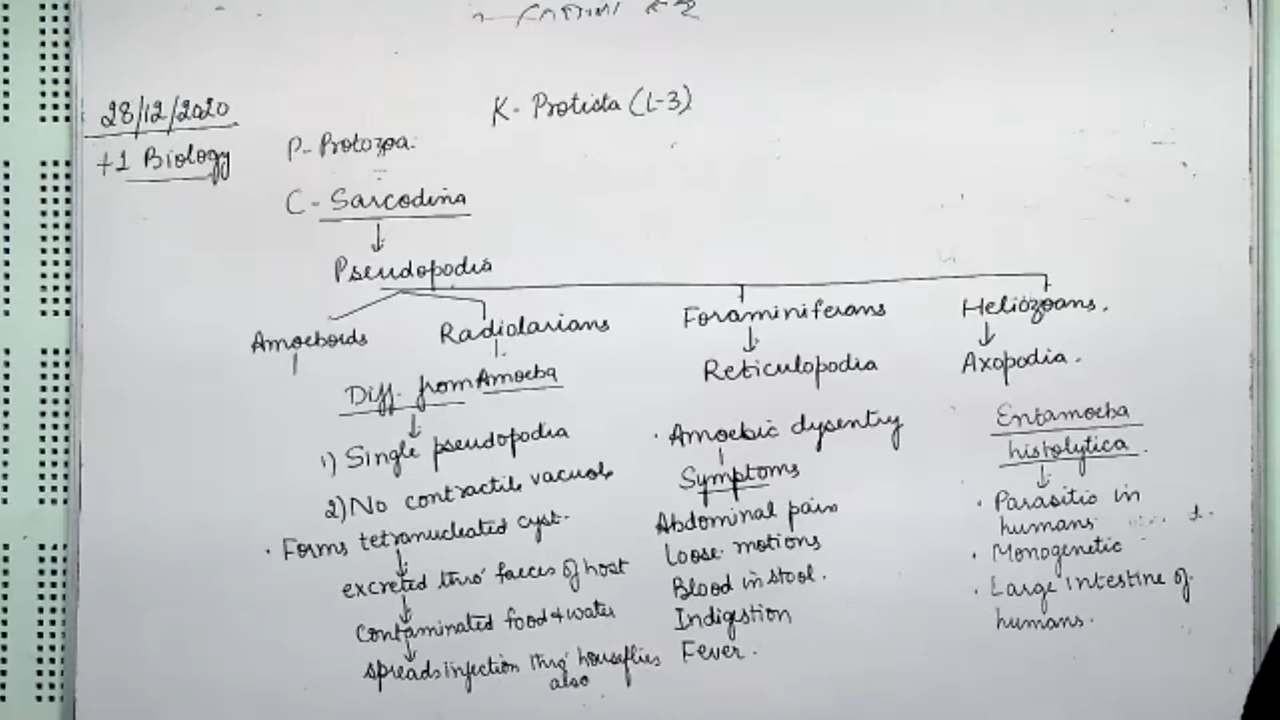 28/12/2020
+1 Biology
K- Protista (L-3)
P- Protozoa.
C- Sarcodina
↓
Pseudopodia
Amoeboids
Radiolarians
Foraminiferans
↓
Reticulopodia
Heliozoans.
↓
Axopodia.
Diff. from Amoeba
↓
1) Single pseudopodia
2) No contractile vacuole
· Forms tetranucleated cyst.
↓
excreted thro' faeces of host
↓
Contaminated food & water
↓
spreads infection thro' houseflies
also
· Amoebic dysentry
Symptoms
Abdominal pain
Loose motions
Blood in stool.
Indigestion
Fever.
Entamoeba
histolytica.
↓
· Parasitic in
humans
· Monogenetic
· Large intestine of
humans.